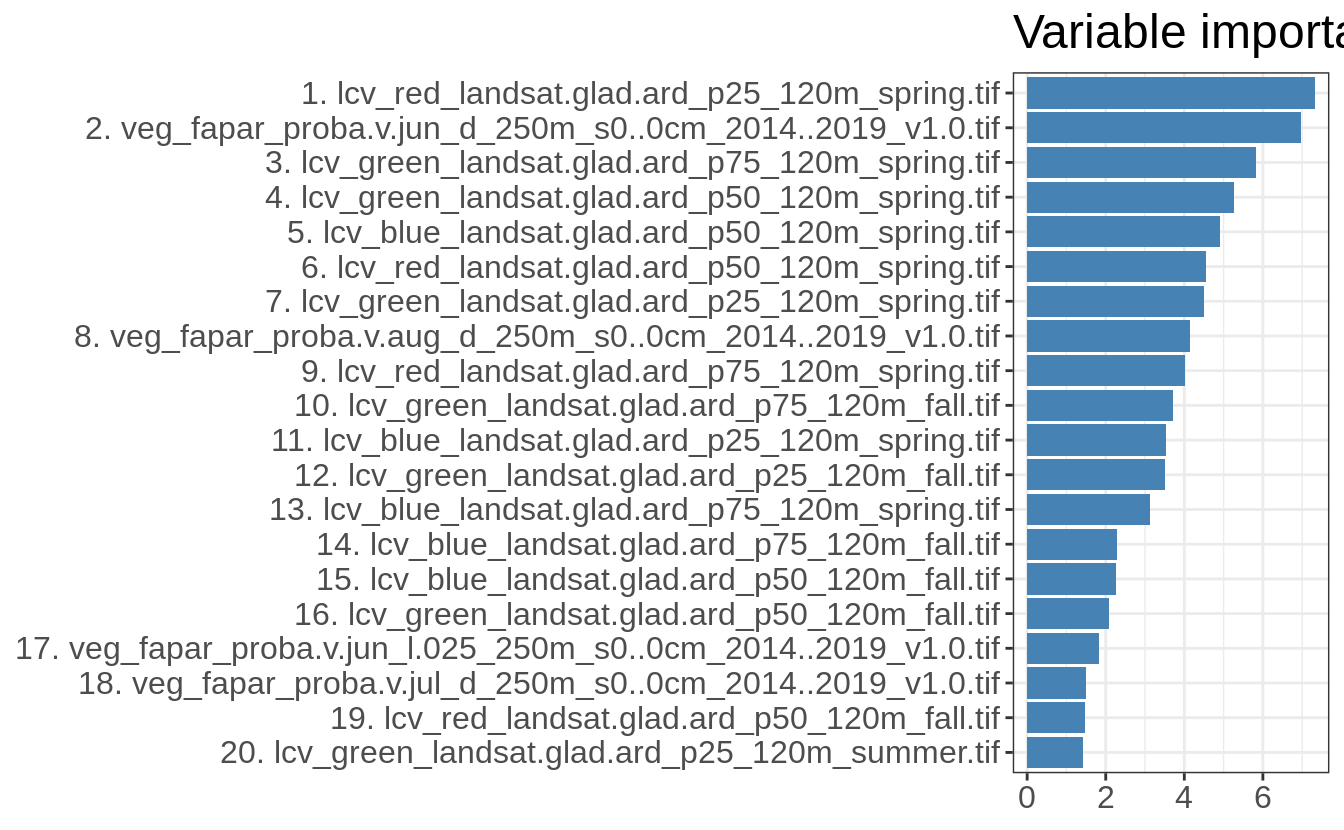 Variable importa
1. lcv_red_landsat.glad.ard_p25_120m_spring.tif
2. veg_fapar_proba.v.jun_d_250m_s0..0cm_2014..2019_v1.0.tif
3. lcv_green_landsat.glad.ard_p75_120m_spring.tif
4. lcv_green_landsat.glad.ard_p50_120m_spring.tif
5. lcv_blue_landsat.glad.ard_p50_120m_spring.tif
6. lcv_red_landsat.glad.ard_p50_120m_spring.tif
7. lcv_green_landsat.glad.ard_p25_120m_spring.tif
8. veg_fapar_proba.v.aug_d_250m_s0..0cm_2014..2019_v1.0.tif
9. lcv_red_landsat.glad.ard_p75_120m_spring.tif
10. lcv_green_landsat.glad.ard_p75_120m_fall.tif
11. lcv_blue_landsat.glad.ard_p25_120m_spring.tif
12. lcv_green_landsat.glad.ard_p25_120m_fall.tif
13. lcv_blue_landsat.glad.ard_p75_120m_spring.tif
14. lcv_blue_landsat.glad.ard_p75_120m_fall.tif
15. lcv_blue_landsat.glad.ard_p50_120m_fall.tif
16. lcv_green_landsat.glad.ard_p50_120m_fall.tif
17. veg_fapar_proba.v.jun_l.025_250m_s0..0cm_2014..2019_v1.0.tif
18. veg_fapar_proba.v.jul_d_250m_s0..0cm_2014..2019_v1.0.tif
19. lcv_red_landsat.glad.ard_p50_120m_fall.tif
20. lcv_green_landsat.glad.ard_p25_120m_summer.tif
0 2 4 6